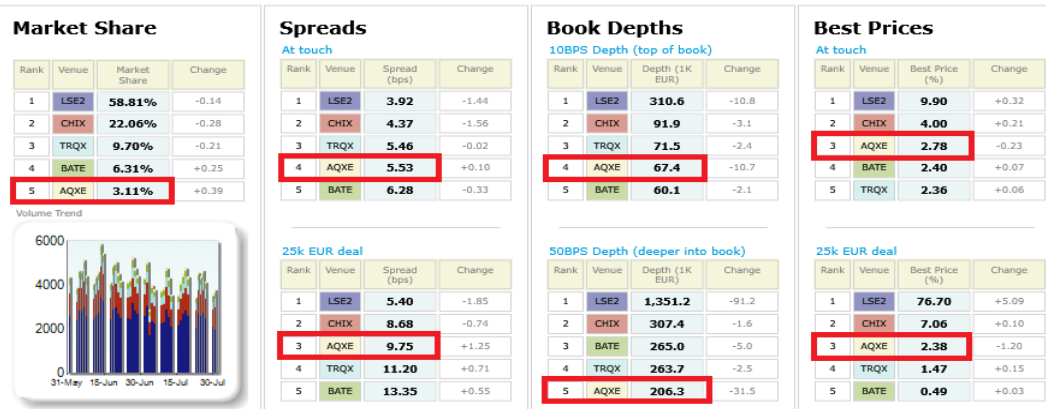 Market Share
Rank Venue Market Share Change
1 LSE2 58.81% -0.14
2 CHIX 22.06% -0.28
3 TRQX 9.70% -0.21
4 BATE 6.31% +0.25
5 AQXE 3.11% +0.39
Volume Trend
6000
4000
2000
0
31-May 15-Jun 30-Jun 15-Jul 30-Jul
Spreads
At touch
Rank Venue Spread (bps) Change
1 LSE2 3.92 -1.44
2 CHIX 4.37 -1.56
3 TRQX 5.46 -0.02
4 AQXE 5.53 +0.10
5 BATE 6.28 -0.33
25k EUR deal
Rank Venue Spread (bps) Change
1 LSE2 5.40 -1.85
2 CHIX 8.68 -0.74
3 AQXE 9.75 +1.25
4 TRQX 11.20 +0.71
5 BATE 13.35 +0.55
Book Depths
10BPS Depth (top of book)
Rank Venue Depth (1K EUR) Change
1 LSE2 310.6 -10.8
2 CHIX 91.9 -3.1
3 TRQX 71.5 -2.4
4 AQXE 67.4 -10.7
5 BATE 60.1 -2.1
50BPS Depth (deeper into book)
Rank Venue Depth (1K EUR) Change
1 LSE2 1,351.2 -91.2
2 CHIX 307.4 -1.6
3 BATE 265.0 -5.0
4 TRQX 263.7 -2.5
5 AQXE 206.3 -31.5
Best Prices
At touch
Rank Venue Best Price (%) Change
1 LSE2 9.90 +0.32
2 CHIX 4.00 +0.21
3 AQXE 2.78 -0.23
4 BATE 2.40 +0.07
5 TRQX 2.36 +0.06
25k EUR deal
Rank Venue Best Price (%) Change
1 LSE2 76.70 +5.09
2 CHIX 7.06 +0.10
3 AQXE 2.38 -1.20
4 TRQX 1.47 +0.15
5 BATE 0.49 +0.03